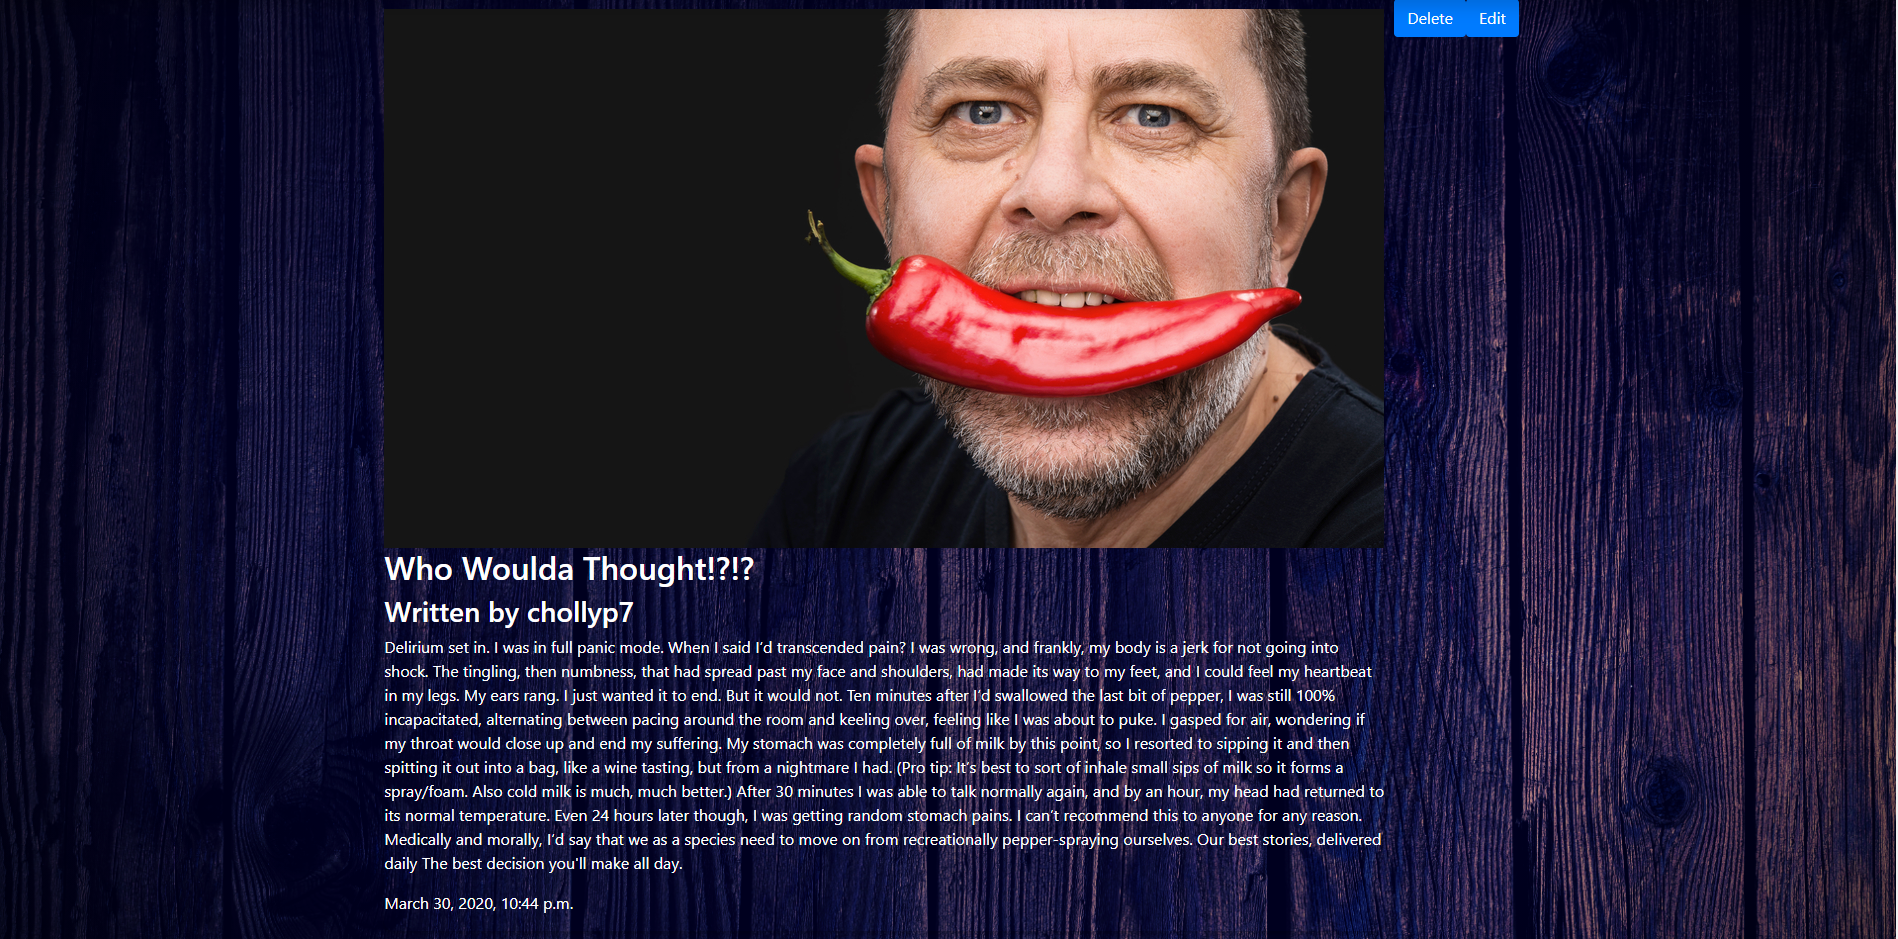 Delete Edit
Who Woulda Thought!?!?
Written by chollyp7
Delirium set in. I was in full panic mode. When I said I’d transcended pain? I was wrong, and frankly, my body is a jerk for not going into
shock. The tingling, then numbness, that had spread past my face and shoulders, had made its way to my feet, and I could feel my heartbeat
in my legs. My ears rang. I just wanted it to end. But it would not. Ten minutes after I’d swallowed the last bit of pepper, I was still 100%
incapacitated, alternating between pacing around the room and keeling over, feeling like I was about to puke. I gasped for air, wondering if
my throat would close up and end my suffering. My stomach was completely full of milk by this point, so I resorted to sipping it and then
spitting it out into a bag, like a wine tasting, but from a nightmare I had. (Pro tip: It’s best to sort of inhale small sips of milk so it forms a
spray/foam. Also cold milk is much, much better.) After 30 minutes I was able to talk normally again, and by an hour, my head had returned to
its normal temperature. Even 24 hours later though, I was getting random stomach pains. I can’t recommend this to anyone for any reason.
Medically and morally, I’d say that we as a species need to move on from recreationally pepper-spraying ourselves. Our best stories, delivered
daily The best decision you'll make all day.
March 30, 2020, 10:44 p.m.